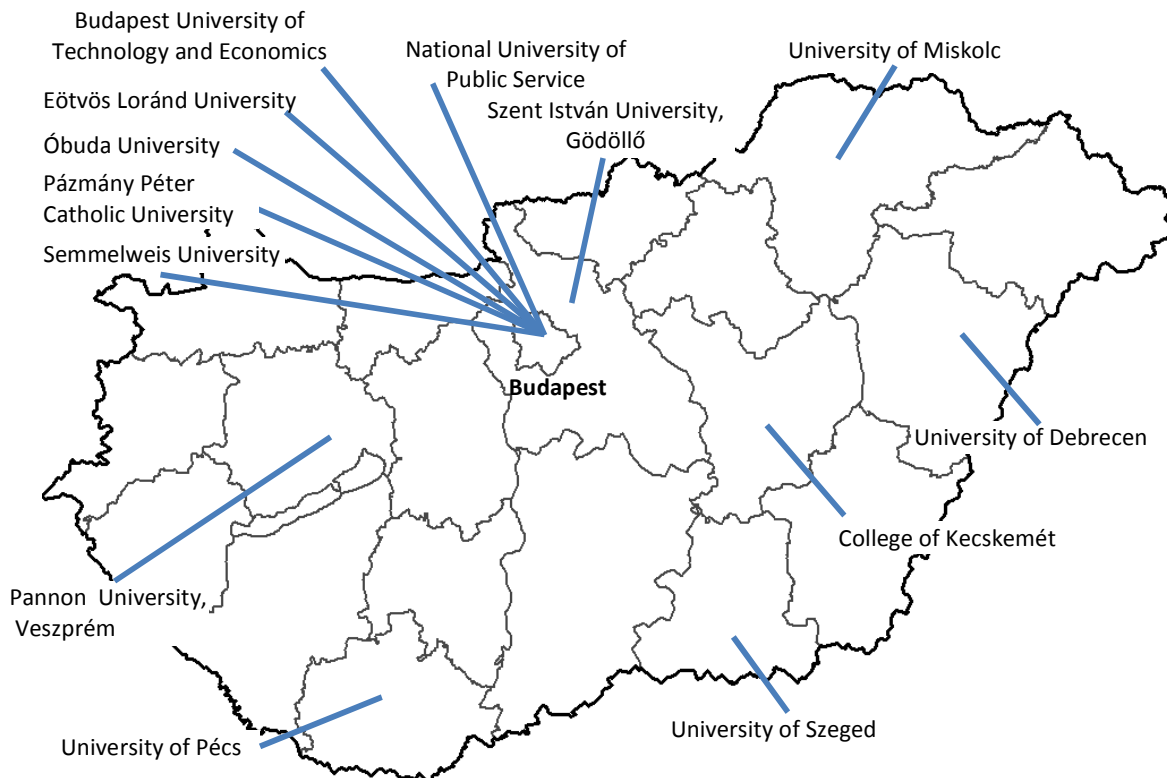 Budapest University of
Technology and Economics
National University of
Public Service
University of Miskolc
Eötvös Loránd University
Szent István University,
Gödöllő
Óbuda University
Pázmány Péter
Catholic University
Semmelweis University
Budapest
University of Debrecen
College of Kecskemét
Pannon University,
Veszprém
University of Szeged
University of Pécs